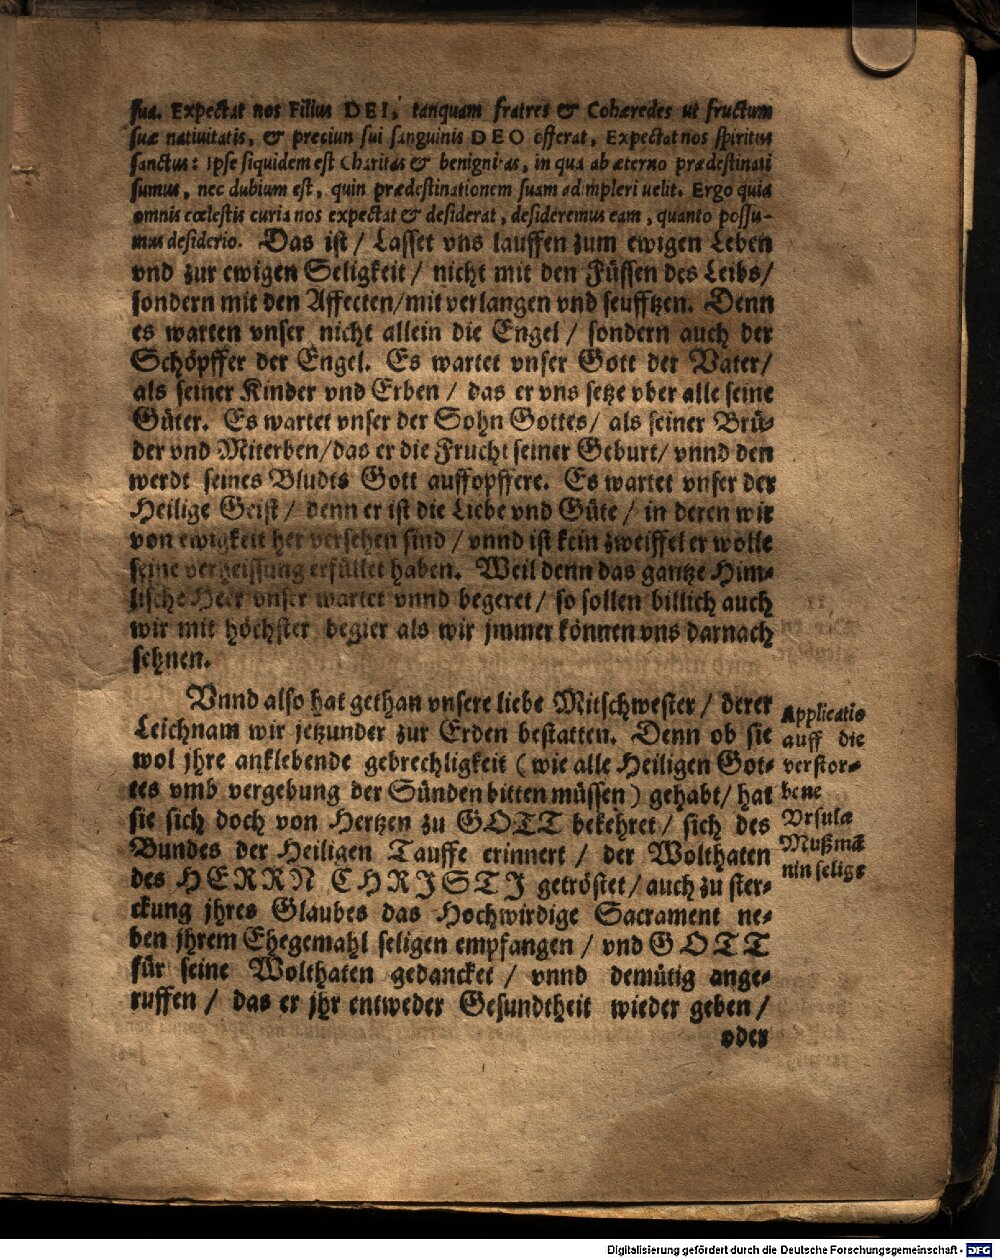 sua. Expectat nos Filius DEI, tanquam fratres & Cohæredes ut fructum
suæ nativitatis, & precium sui sanguinis DEO offerat, Expectat nos spiritus
sanctus: Ipse siquidem est Charitas & benignitas, in qua ab æterno prædestinati
sumus, nec dubium est, quin prædestinationem suam adimpleri uelit. Ergo quia
omnis cœlestis curia nos expectat & desiderat, desideremus eam, quanto possu-
mus desiderio. Das ist / Lasset vns lauffen zum ewigen Leben
vnd zur ewigen Seligkeit / nicht mit den Füssen des Leibs /
sondern mit den Affecten / mit verlangen vnd seufftzen. Denn
es warten vnser nicht allein die Engel / sondern auch der
Schöpffer der Engel. Es wartet vnser Gott der Vater /
als seiner Kinder vnd Erben / das er vns setze vber alle seine
Güter. Es wartet vnser der Sohn Gottes / als seiner Brü-
der vnd Miterben / das er die Frucht seiner Geburt / vnnd den
werdt seines Bludts Gott auffopffere. Es wartet vnser der
Heilige Geist / denn er ist die Liebe vnd Güte / in deren wir
von ewigkeit her versehen sind / vnnd ist kein zweiffel er wolle
seine verheissung erfüllet haben. Weil denn das gantze Him-
lische Heer vnser wartet vnnd begeret / so sollen billich auch
wir mit höchster begier als wir jmmer können vns darnach
sehnen.
Vnnd also hat gethan vnsere liebe Mitschwester / derer
Leichnam wir jetzunder zur Erden bestatten. Denn ob sie
wol jhre anklebende gebrechligkeit (wie alle Heiligen Got-
tes vmb vergebung der Sünden bitten müssen) gehabt / hat
sie sich doch von Hertzen zu GOTT bekehret / sich des
Bundes der Heiligen Tauffe erinnert / der Wolthaten
des HERRN CHRISTI getröstet / auch zu ster-
ckung jhres Glaubes das Hochwirdige Sacrament ne-
ben jhrem Ehegemahl seligen empfangen / vnd GOTT
für seine Wolthaten gedancket / vnnd demütig ange-
ruffen / das er jhr entweder Gesundtheit wieder geben /
oder
Applicatio
auff die
verstor-
bene
Vrsula
Mußmā
nin selige
Digitalisierung gefördert durch die Deutsche Forschungsgemeinschaft - DFG